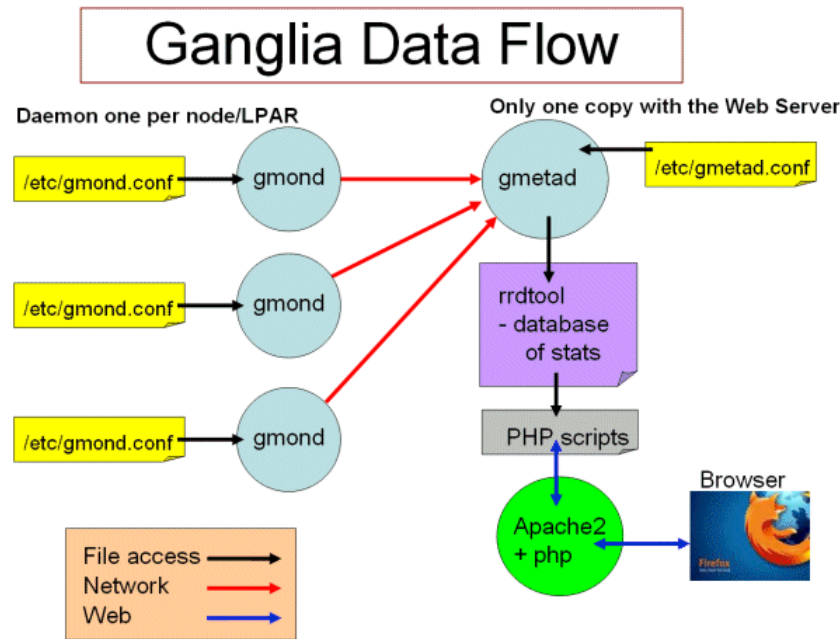 Ganglia Data Flow
Daemon one per node/LPAR
Only one copy with the Web Server
/etc/gmond.conf
gmond
gmetad
/etc/gmetad.conf
/etc/gmond.conf
gmond
rrdtool
- database
of stats
/etc/gmond.conf
gmond
PHP scripts
Browser
Apache2
+ php
Firefox
File access
Network
Web